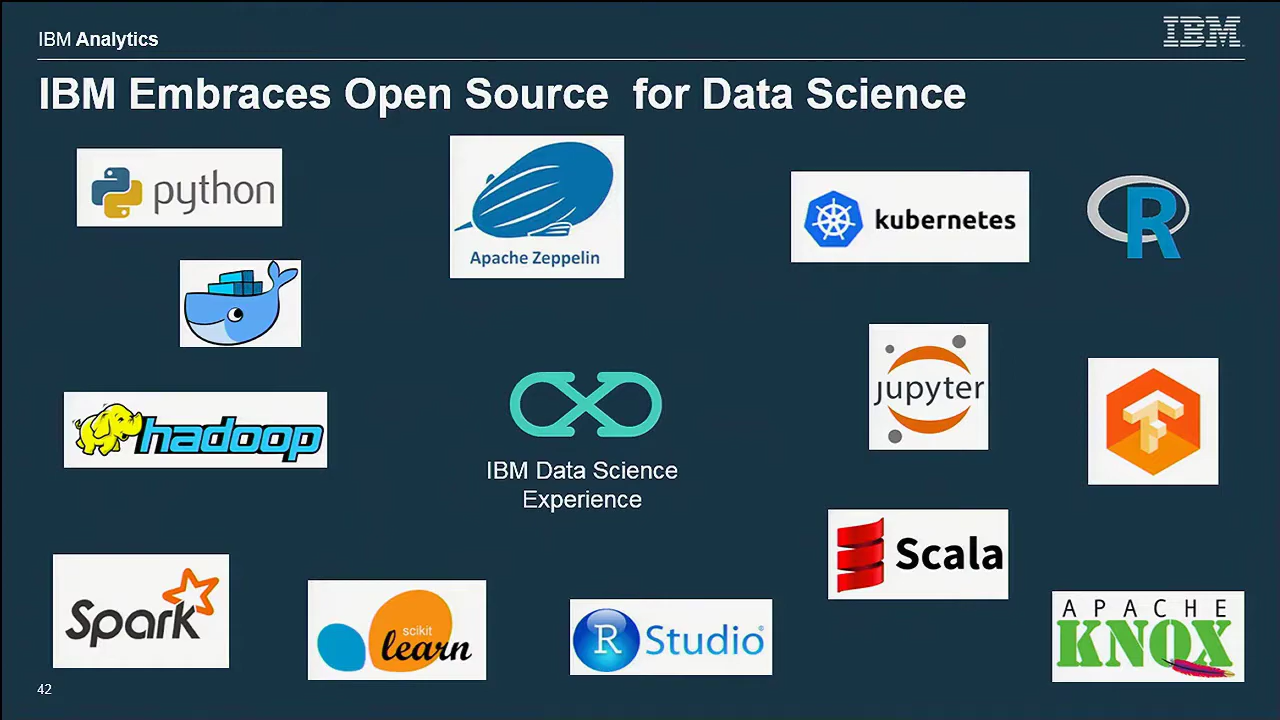 IBM Analytics
IBM
IBM Embraces Open Source for Data Science
python
Apache Zeppelin
kubernetes
R
hadoop
IBM Data Science
Experience
jupyter
Scala
Spark
scikit
learn
R Studio
APACHE
KNOX
42